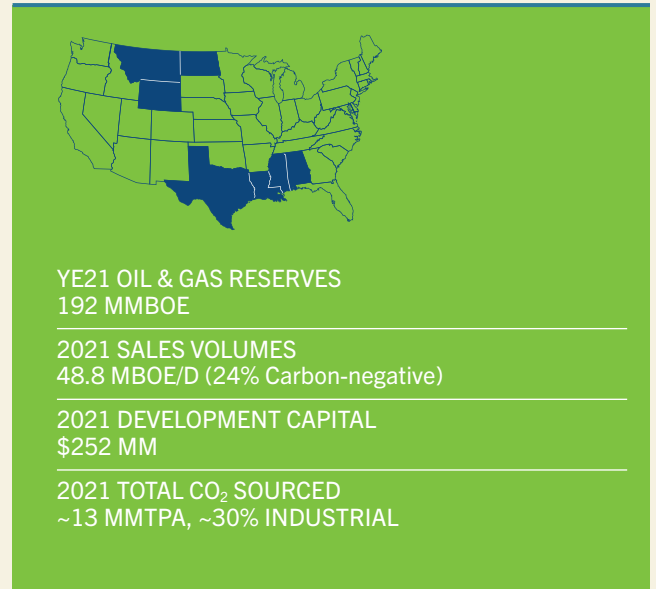 YE21 OIL & GAS RESERVES
192 MMBOE
2021 SALES VOLUMES
48.8 MBOE/D (24% Carbon-negative)
2021 DEVELOPMENT CAPITAL
$252 MM
2021 TOTAL CO₂ SOURCED
~13 MMTPA, ~30% INDUSTRIAL